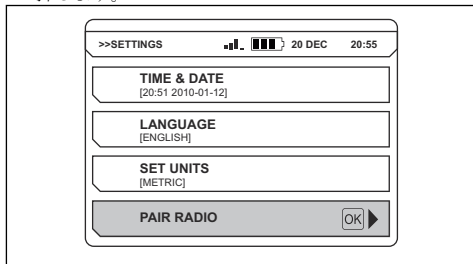 >>SETTINGS 20 DEC 20:55
TIME & DATE
[20:51 2010-01-12]
LANGUAGE
[ENGLISH]
SET UNITS
[METRIC]
PAIR RADIO OK